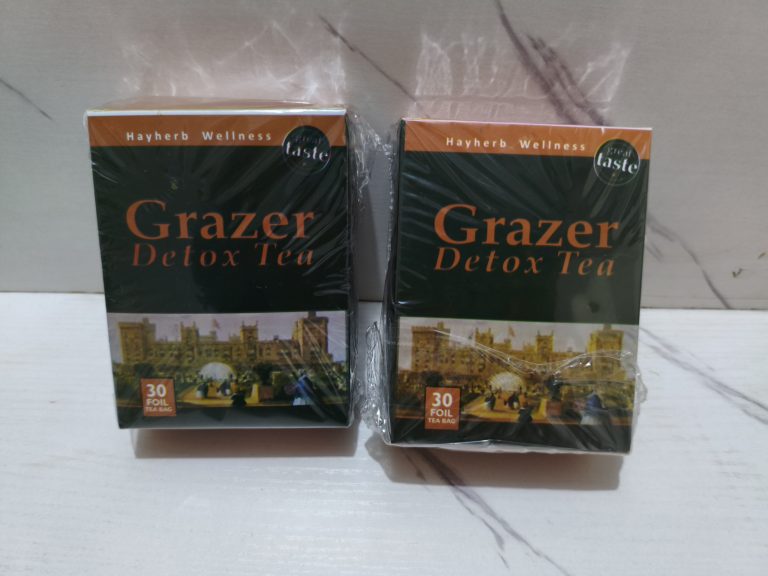 Hayherb Wellness
great
taste
Grazer
Detox Tea
30
FOIL
TEA BAG
Hayherb Wellness
great
taste
Grazer
Detox Tea
30
FOIL
TEA BAG